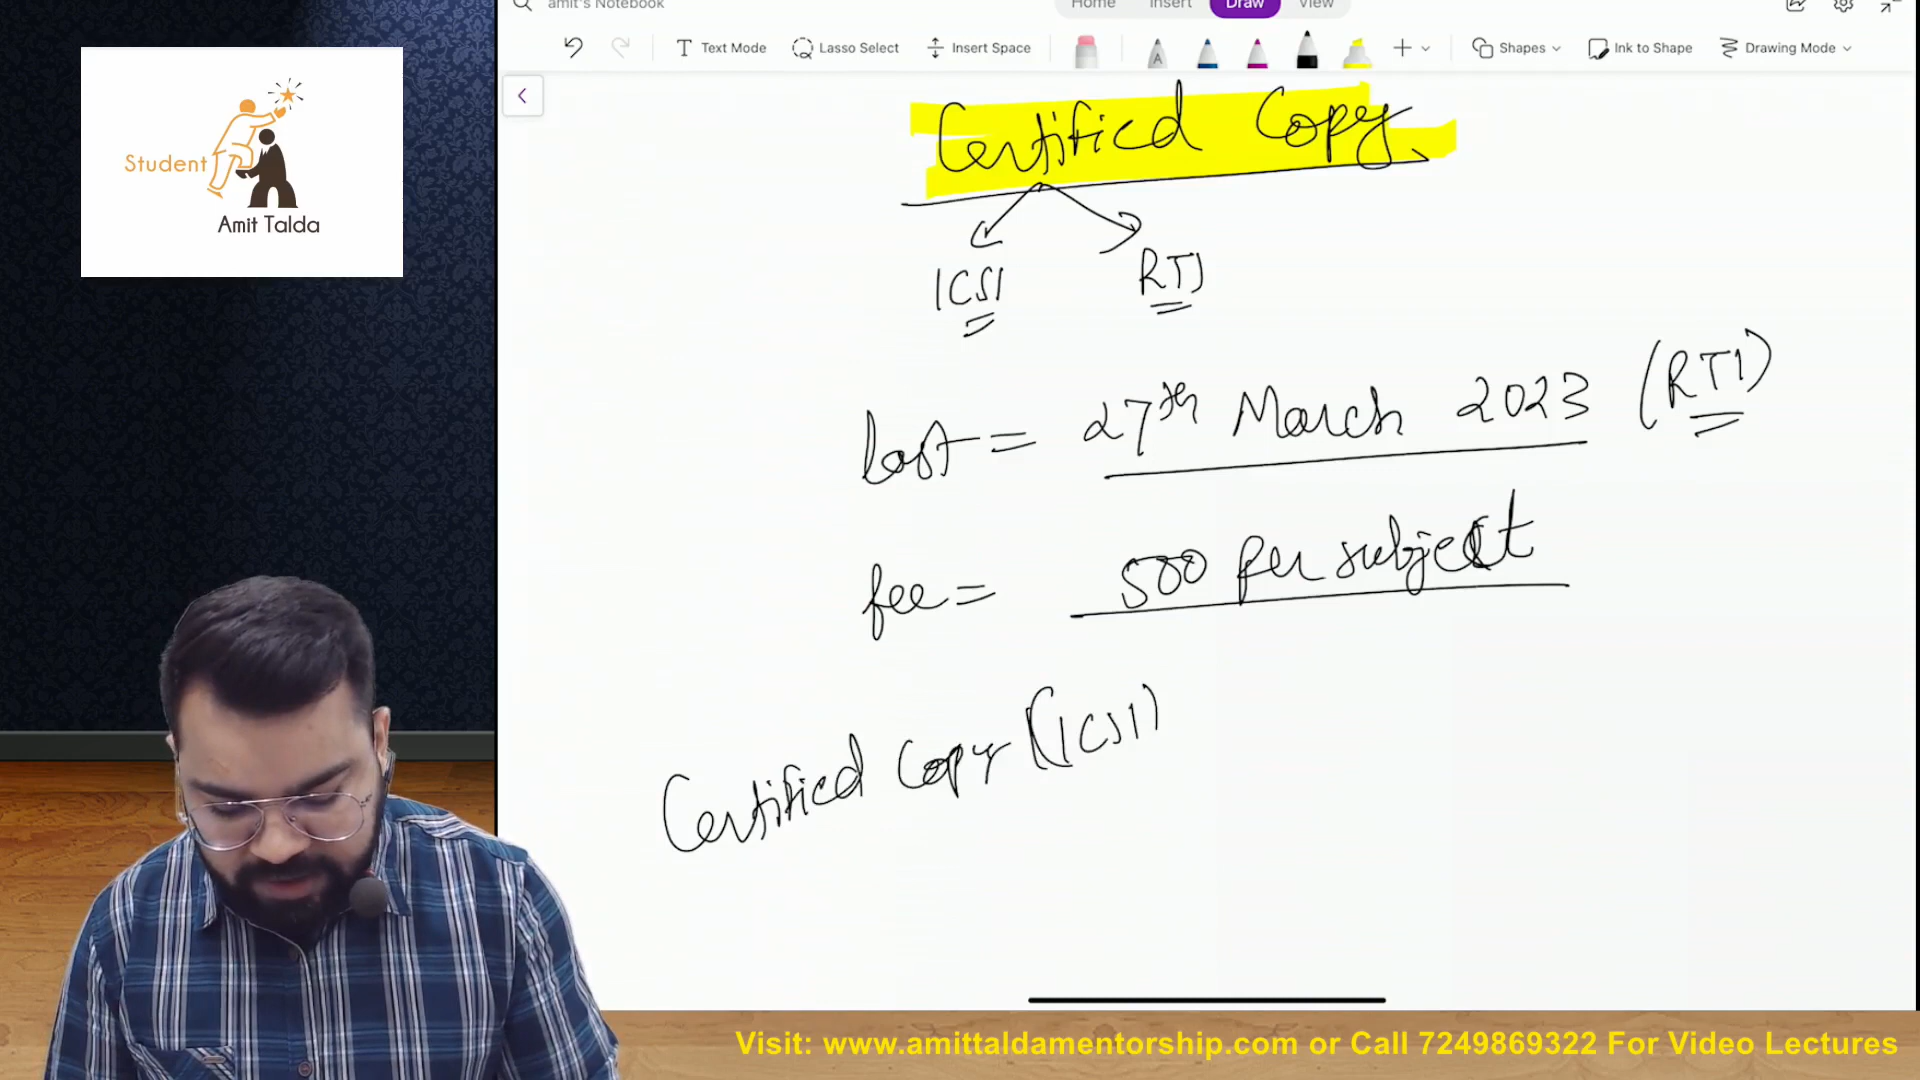 amit's Notebook
Home Insert Draw View
Text Mode Lasso Select Insert Space Shapes Ink to Shape Drawing Mode
A
Student
Amit Talda
Certified Copy
ICSI RTI
last = 27th March 2023 (RTI)
fee = 500 per subject
Certified Copy (ICSI)
Visit: www.amittaldamentorship.com or Call 7249869322 For Video Lectures